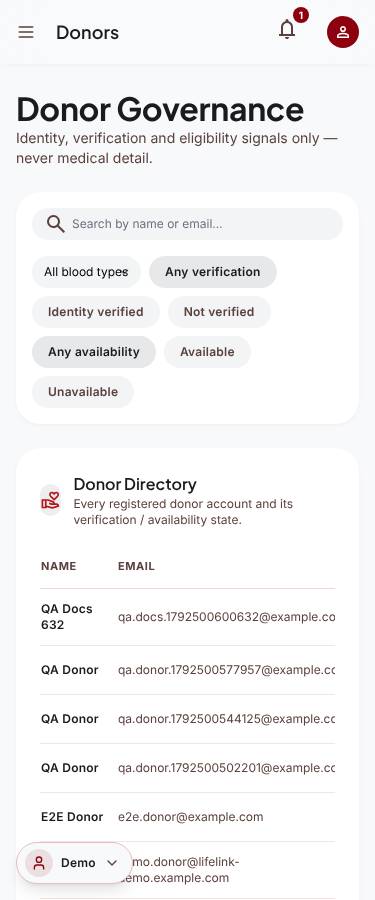 Donors
1
Donor Governance
Identity, verification and eligibility signals only —
never medical detail.
Search by name or email...
All blood types
Any verification
Identity verified
Not verified
Any availability
Available
Unavailable
Donor Directory
Every registered donor account and its
verification / availability state.
NAME EMAIL
QA Docs
632
qa.docs.1792500600632@example.co
QA Donor qa.donor.1792500577957@example.co
QA Donor qa.donor.1792500544125@example.co
QA Donor qa.donor.1792500502201@example.co
E2E Donor e2e.donor@example.com
Demo
mo.donor@lifelink-
demo.example.com